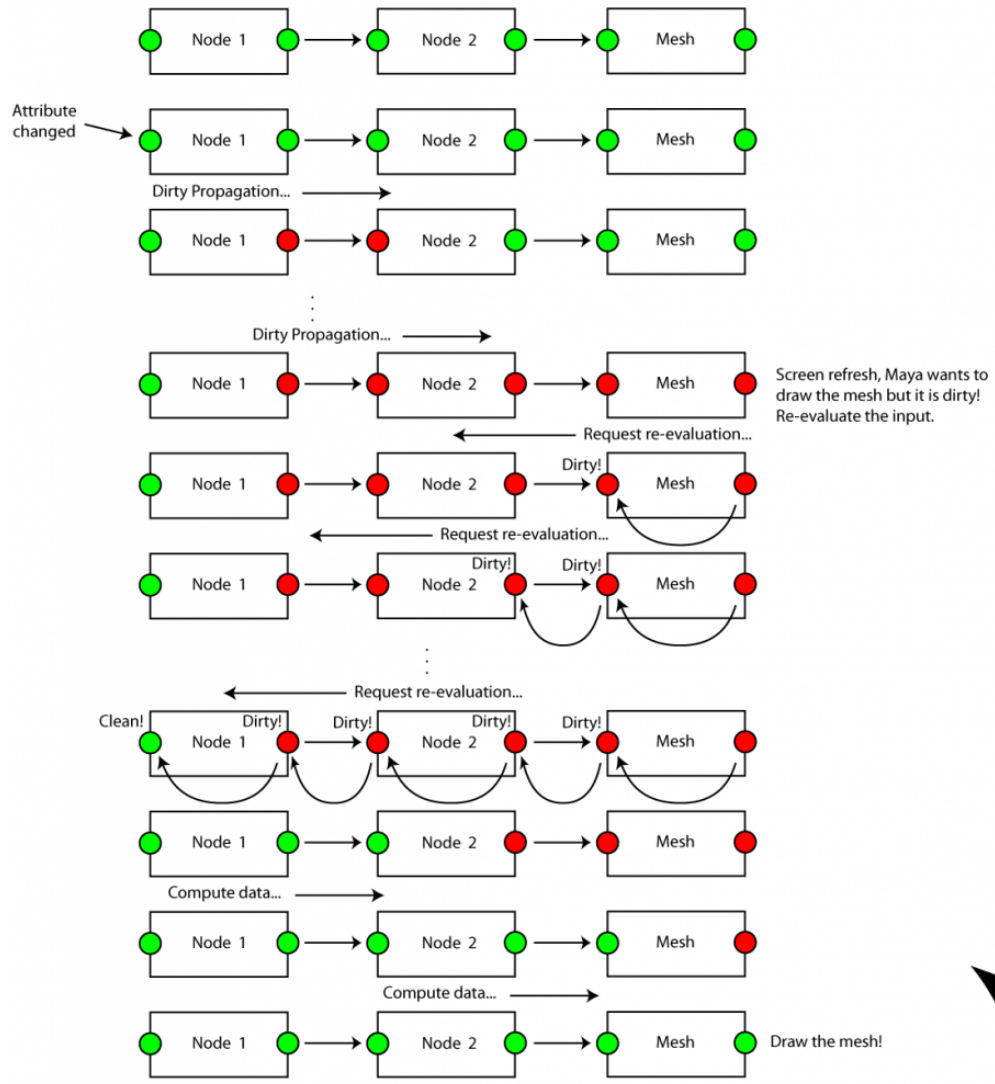 Node 1 Node 2 Mesh
Attribute
changed
Node 1 Node 2 Mesh
Dirty Propagation...
Node 1 Node 2 Mesh
Dirty Propagation...
Node 1 Node 2 Mesh
Screen refresh, Maya wants to
draw the mesh but it is dirty!
Re-evaluate the input.
Request re-evaluation...
Dirty!
Node 1 Node 2 Mesh
Request re-evaluation...
Dirty! Dirty!
Node 1 Node 2 Mesh
Request re-evaluation...
Clean! Dirty! Dirty! Dirty! Dirty!
Node 1 Node 2 Mesh
Node 1 Node 2 Mesh
Compute data...
Node 1 Node 2 Mesh
Compute data...
Node 1 Node 2 Mesh Draw the mesh!